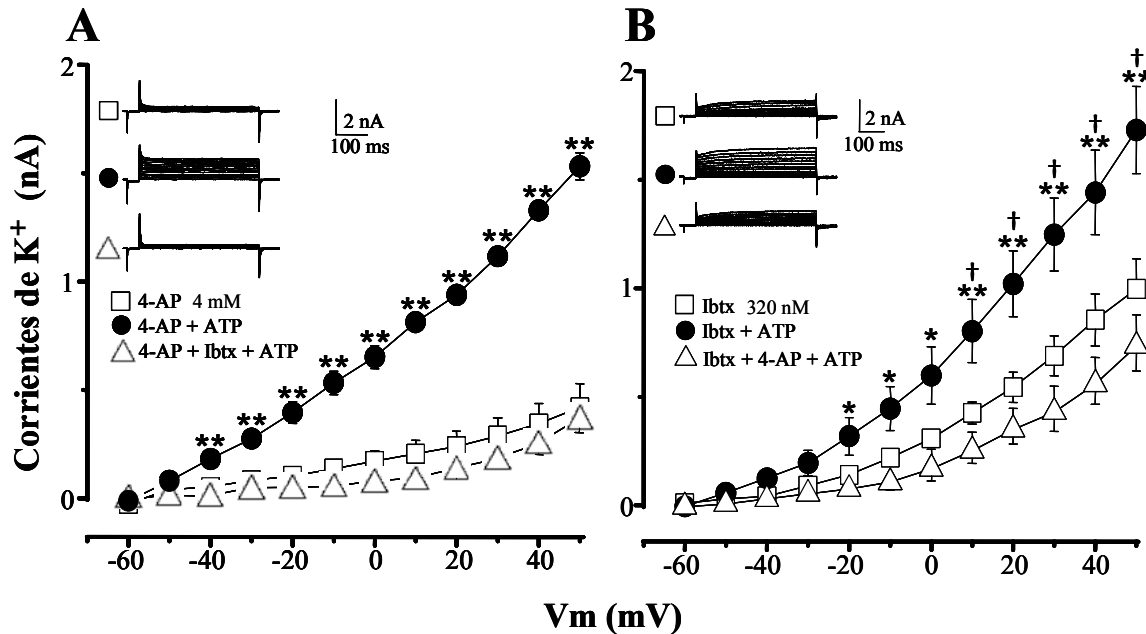 A
B
Corrientes de K+ (nA)
2
1
0
2 nA
100 ms
4-AP 4 mM
4-AP + ATP
4-AP + Ibtx + ATP
** ** ** ** ** ** ** ** ** **
-60 -40 -20 0 20 40
2
1
0
2 nA
100 ms
Ibtx 320 nM
Ibtx + ATP
Ibtx + 4-AP + ATP
† † † † †
* * * ** ** ** ** **
-60 -40 -20 0 20 40
Vm (mV)